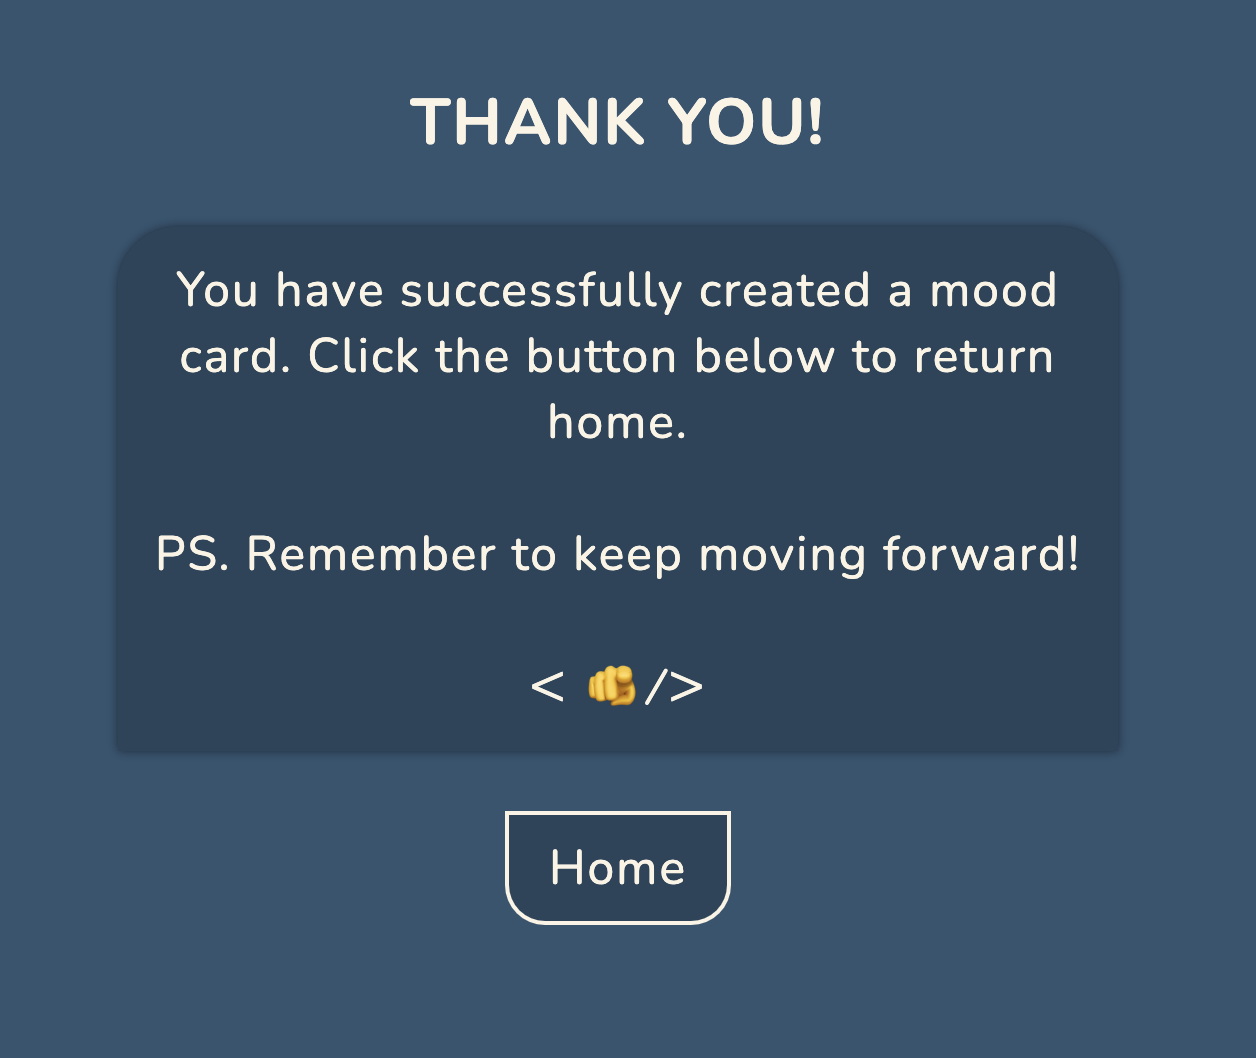 THANK YOU!
You have successfully created a mood
card. Click the button below to return
home.
PS. Remember to keep moving forward!
< 🫵 />
Home